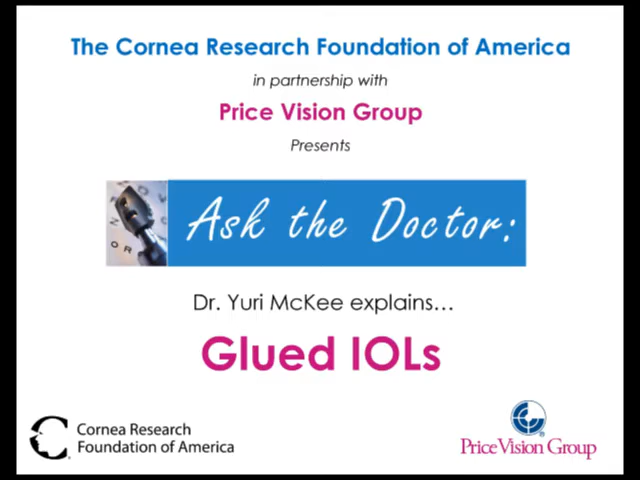 The Cornea Research Foundation of America
in partnership with
Price Vision Group
Presents
Ask the Doctor:
Dr. Yuri McKee explains...
Glued IOLs
Cornea Research
Foundation of America
Price Vision Group